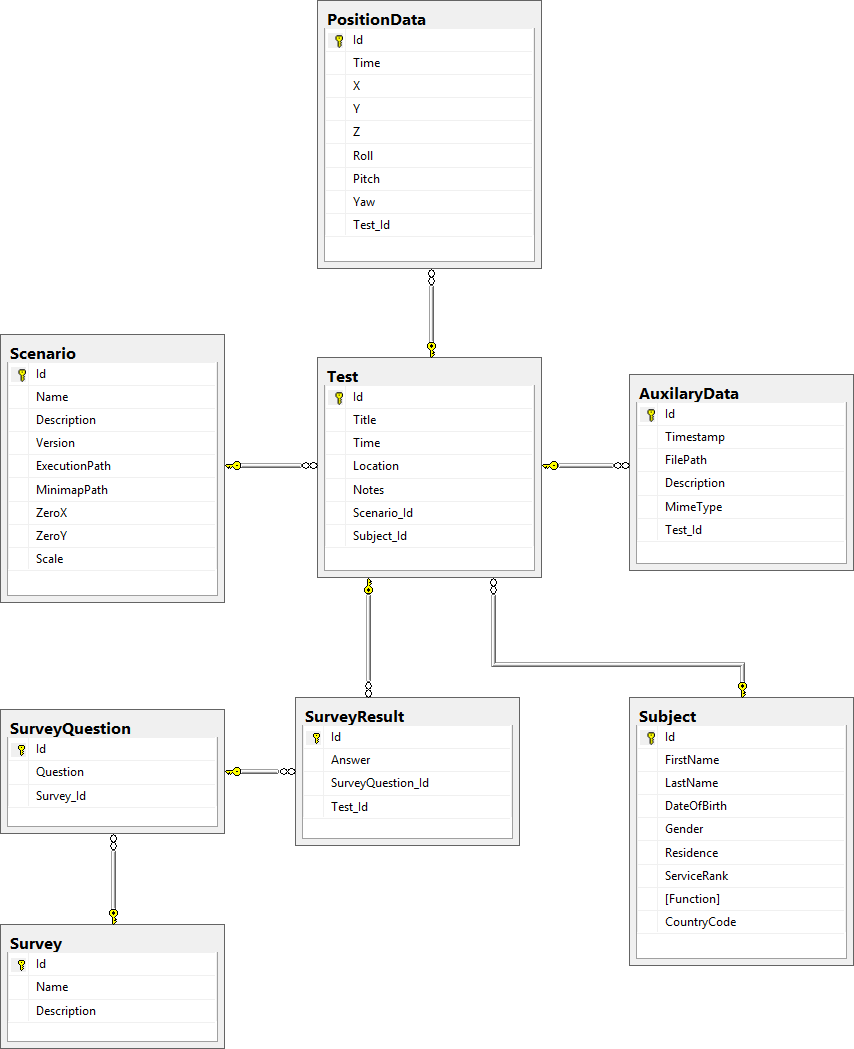 PositionData
Id
Time
X
Y
Z
Roll
Pitch
Yaw
Test_Id
Scenario
Id
Name
Description
Version
ExecutionPath
MinimapPath
ZeroX
ZeroY
Scale
Test
Id
Title
Time
Location
Notes
Scenario_Id
Subject_Id
AuxilaryData
Id
Timestamp
FilePath
Description
MimeType
Test_Id
SurveyQuestion
Id
Question
Survey_Id
SurveyResult
Id
Answer
SurveyQuestion_Id
Test_Id
Subject
Id
FirstName
LastName
DateOfBirth
Gender
Residence
ServiceRank
[Function]
CountryCode
Survey
Id
Name
Description